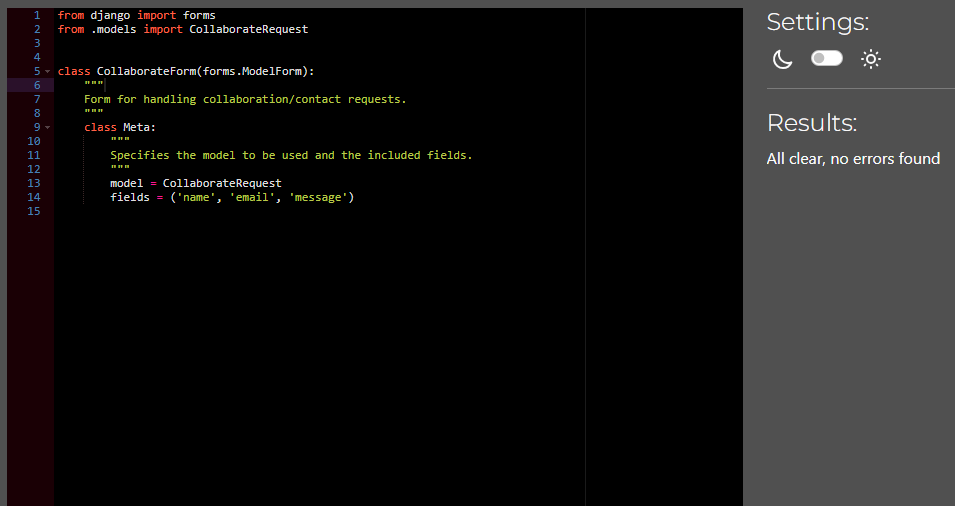 1 from django import forms
2 from .models import CollaborateRequest
3
4
5 class CollaborateForm(forms.ModelForm):
6     """
7     Form for handling collaboration/contact requests.
8     """
9     class Meta:
10         """
11         Specifies the model to be used and the included fields.
12         """
13         model = CollaborateRequest
14         fields = ('name', 'email', 'message')
15
Settings:
Results:
All clear, no errors found